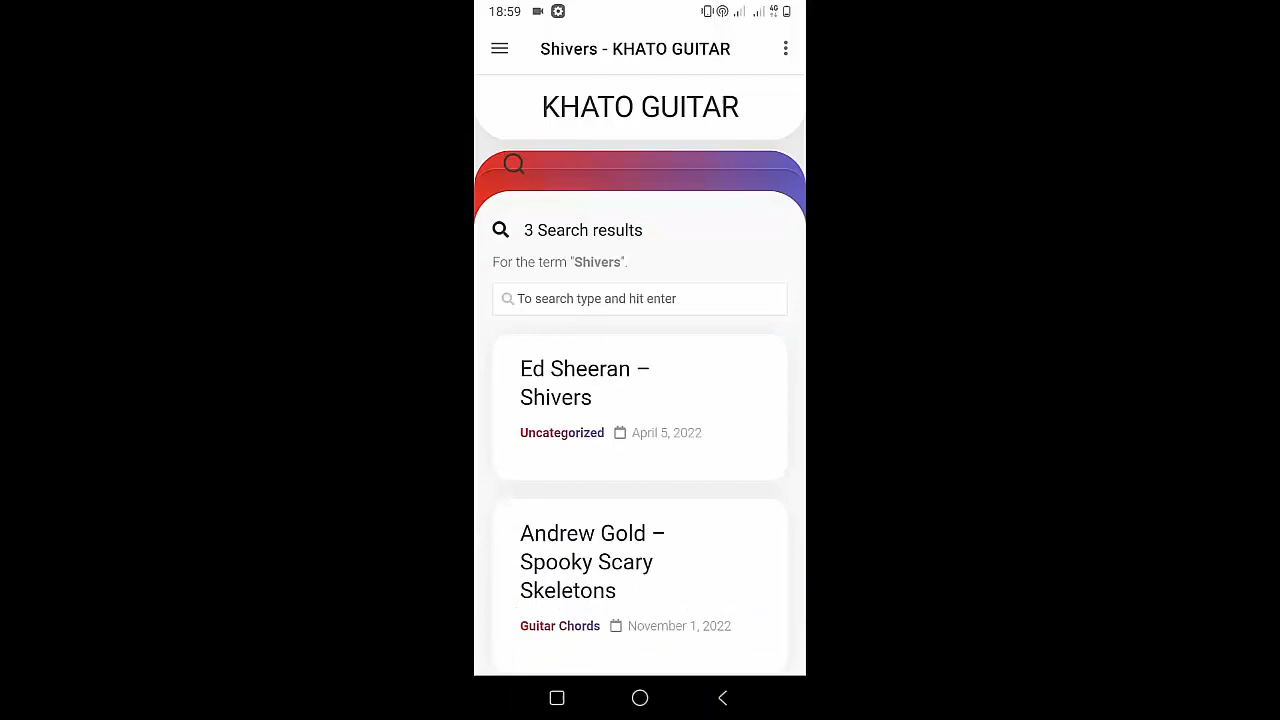 18:59
4G
Shivers - KHATO GUITAR
KHATO GUITAR
3 Search results
For the term "Shivers".
To search type and hit enter
Ed Sheeran –
Shivers
Uncategorized April 5, 2022
Andrew Gold –
Spooky Scary
Skeletons
Guitar Chords November 1, 2022